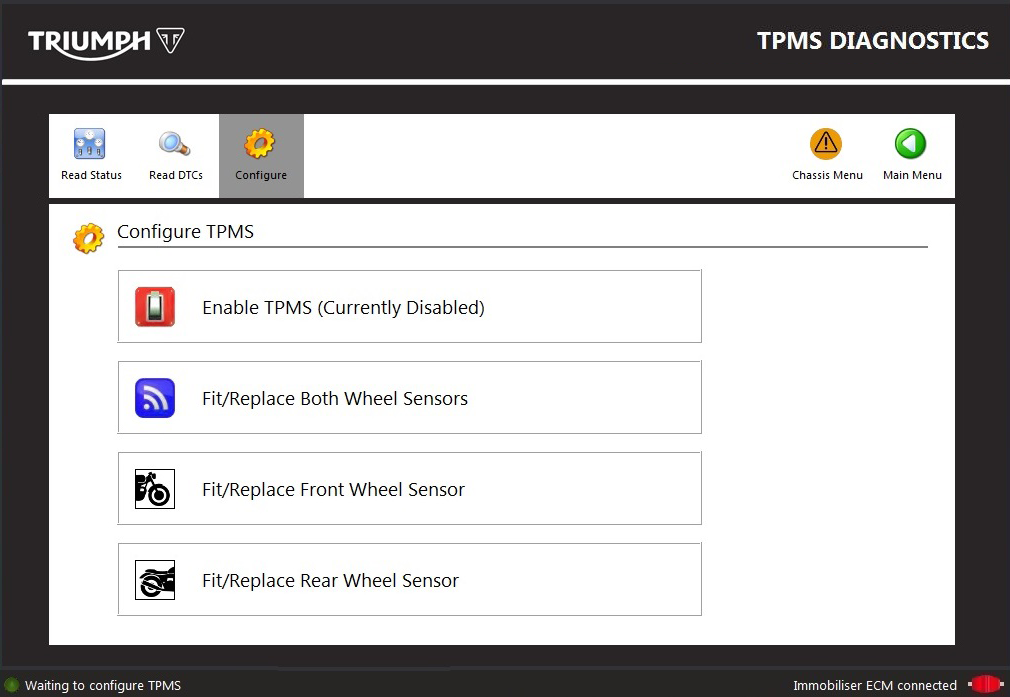 TRIUMPH
TPMS DIAGNOSTICS
Read Status
Read DTCs
Configure
Chassis Menu
Main Menu
Configure TPMS
Enable TPMS (Currently Disabled)
Fit/Replace Both Wheel Sensors
Fit/Replace Front Wheel Sensor
Fit/Replace Rear Wheel Sensor
Waiting to configure TPMS
Immobiliser ECM connected